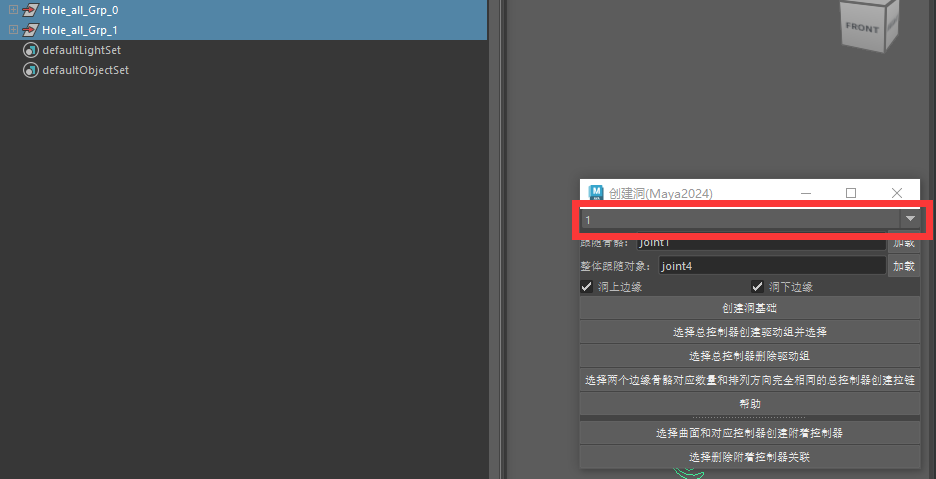 Hole_all_Grp_0
Hole_all_Grp_1
defaultLightSet
defaultObjectSet
FRONT
M
创建洞(Maya2024)
1
跟随骨骼: joint1 加载
整体跟随对象: joint4 加载
洞上边缘 洞下边缘
创建洞基础
选择总控制器创建驱动组并选择
选择总控制器删除驱动组
选择两个边缘骨骼对应数量和排列方向完全相同的总控制器创建拉链
帮助
选择曲面和对应控制器创建附着控制器
选择删除附着控制器关联